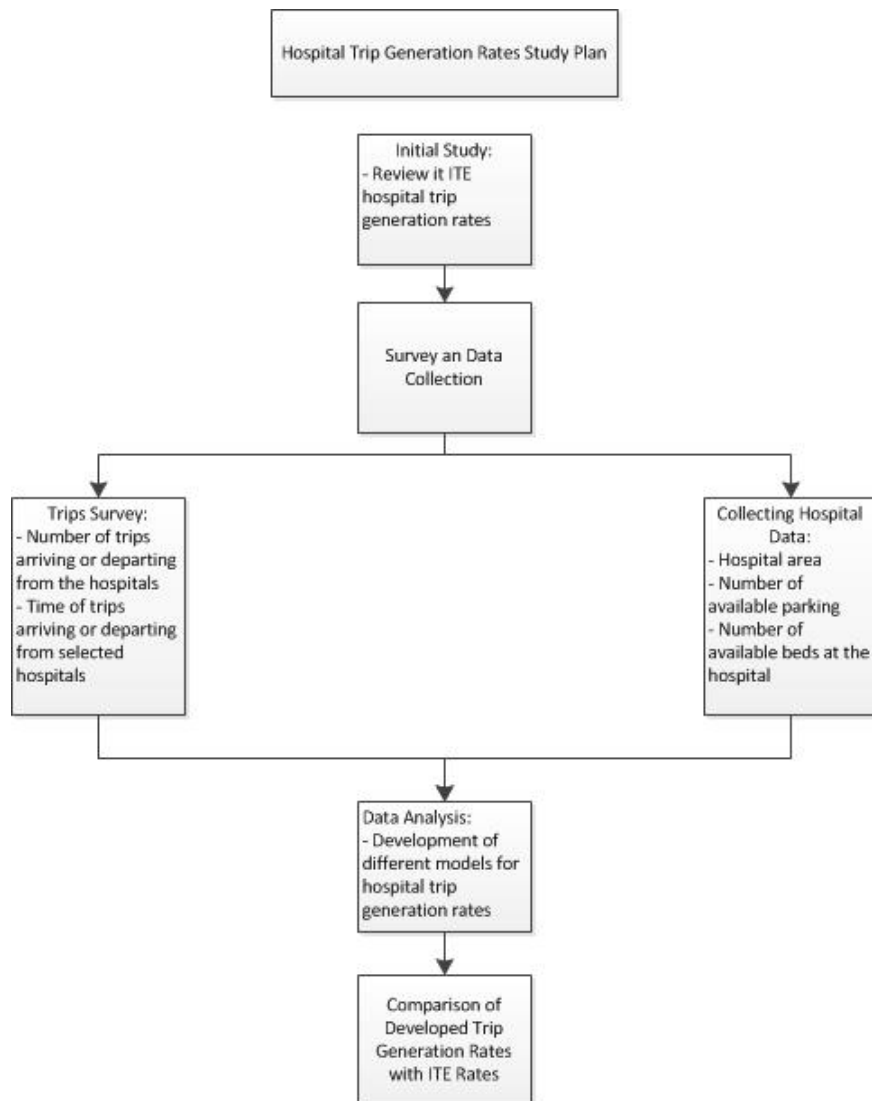 Hospital Trip Generation Rates Study Plan
Initial Study:
- Review it ITE
hospital trip
generation rates
Survey an Data
Collection
Trips Survey:
- Number of trips
arriving or departing
from the hospitals
- Time of trips
arriving or departing
from selected
hospitals
Collecting Hospital
Data:
- Hospital area
- Number of
available parking
- Number of
available beds at the
hospital
Data Analysis:
- Development of
different models for
hospital trip
generation rates
Comparison of
Developed Trip
Generation Rates
with ITE Rates